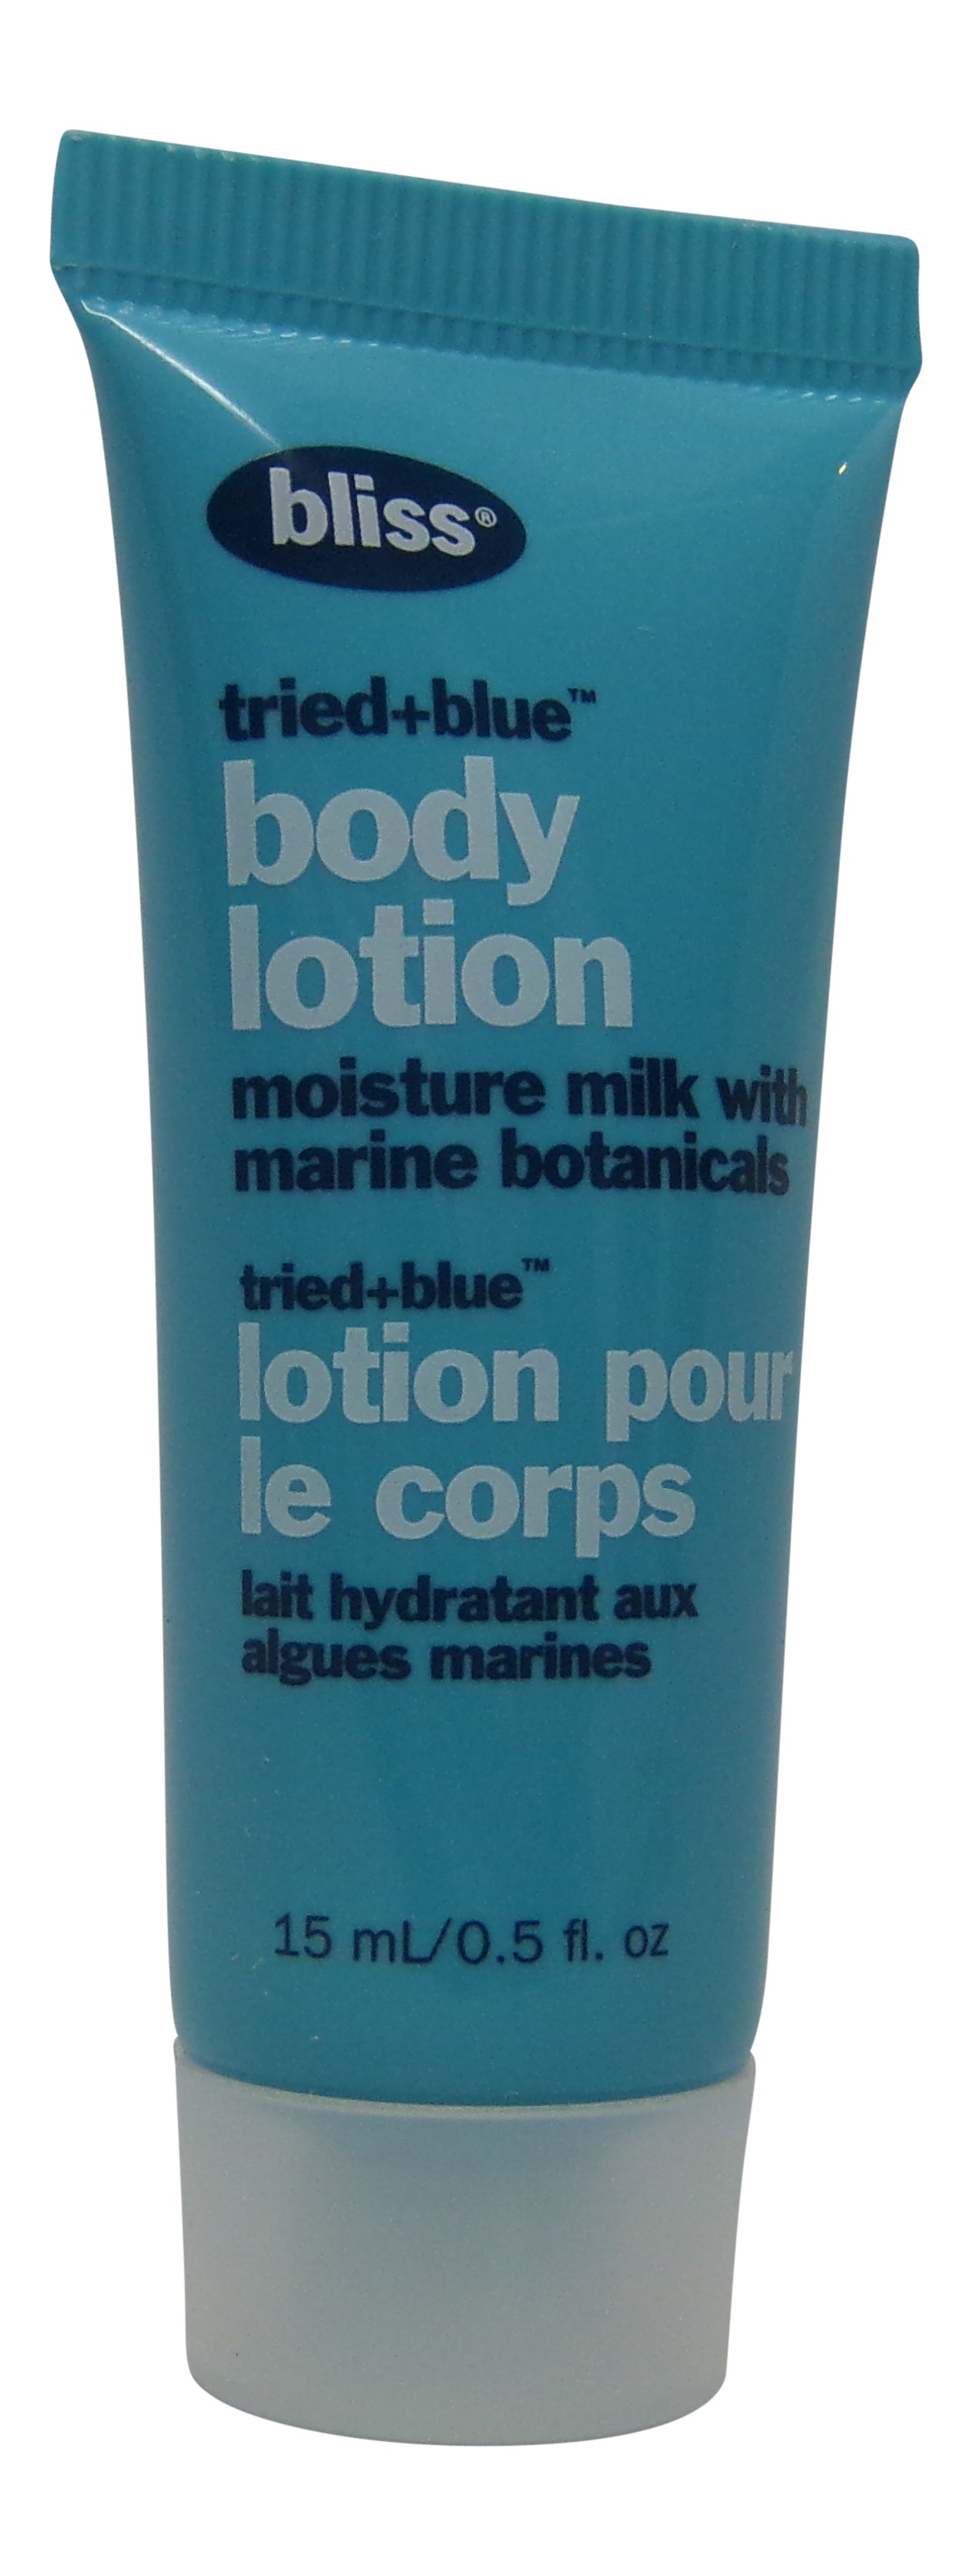 bliss®
tried+blue™
body
lotion
moisture milk with
marine botanicals
tried+blue™
lotion pour
le corps
lait hydratant aux
algues marines
15 mL/0.5 fl. oz